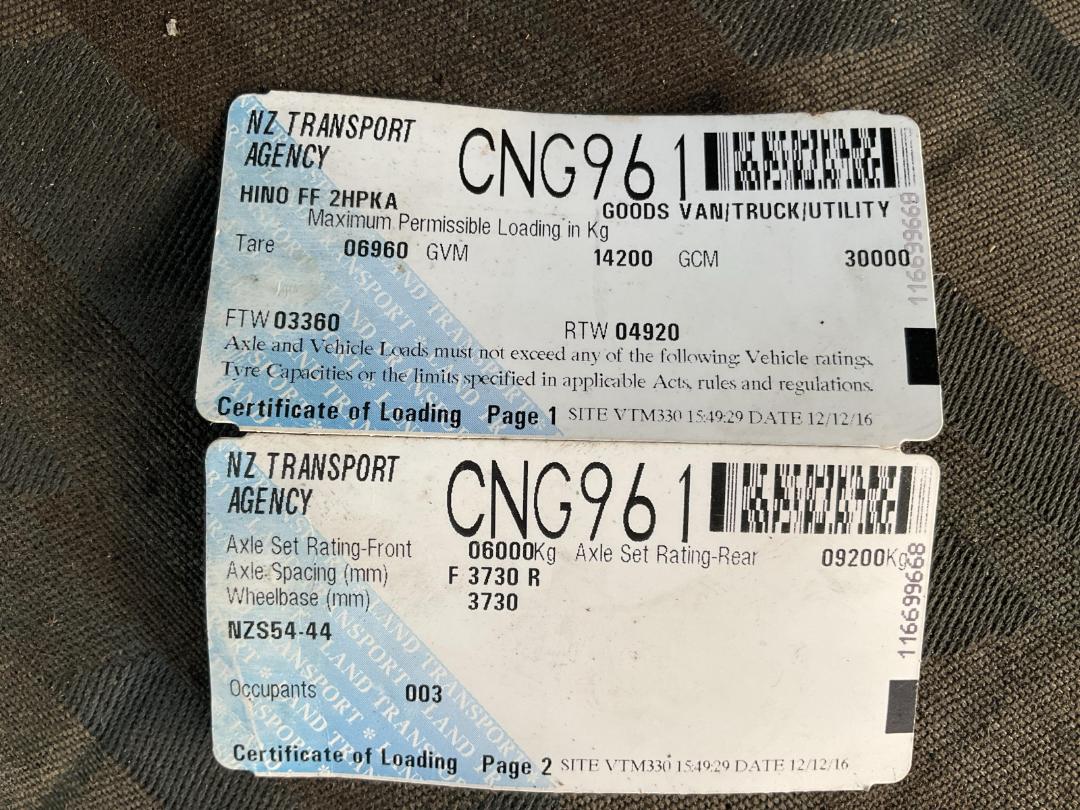 NZ TRANSPORT
AGENCY
CNG961
HINO FF 2HPKA
GOODS VAN/TRUCK/UTILITY
Maximum Permissible Loading in Kg
Tare 06960 GVM 14200 GCM 30000
FTW 03360 RTW 04920
Axle and Vehicle Loads must not exceed any of the following: Vehicle ratings,
Tyre Capacities or the limits specified in applicable Acts, rules and regulations.
Certificate of Loading Page 1 SITE VTM330 15:49:29 DATE 12/12/16
NZ TRANSPORT
AGENCY
CNG961
Axle Set Rating-Front 06000Kg Axle Set Rating-Rear 09200Kg
Axle Spacing (mm) F 3730 R
Wheelbase (mm) 3730
NZS54-44
Occupants 003
Certificate of Loading Page 2 SITE VTM330 15:49:29 DATE 12/12/16
116699668